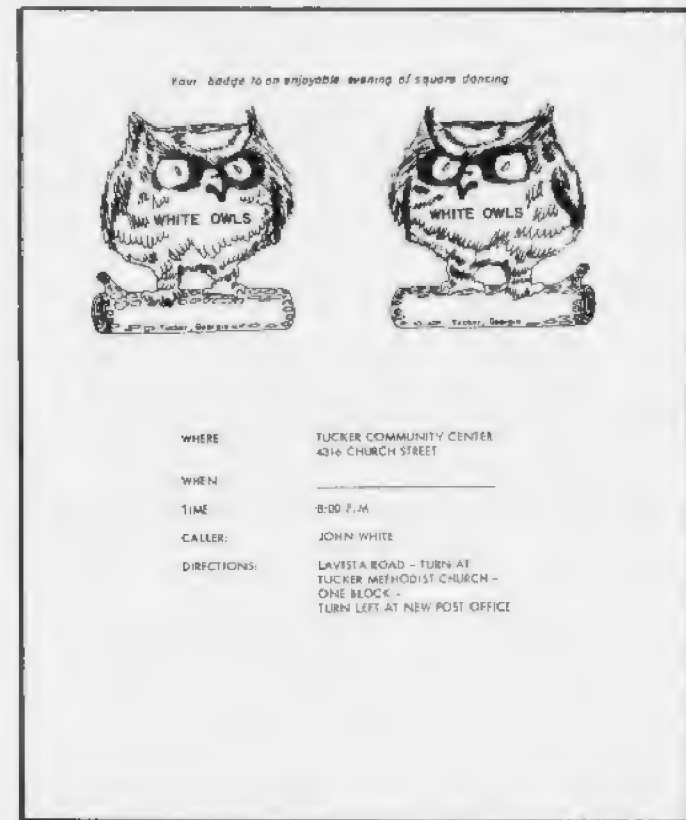 Your badge to an enjoyable evening of square dancing
WHITE OWLS
Tucker, Georgia
WHITE OWLS
Tucker, Georgia
WHERE TUCKER COMMUNITY CENTER
4316 CHURCH STREET
WHEN
TIME 8:00 P.M
CALLER: JOHN WHITE
DIRECTIONS: LAVISTA ROAD - TURN AT
TUCKER METHODIST CHURCH -
ONE BLOCK -
TURN LEFT AT NEW POST OFFICE